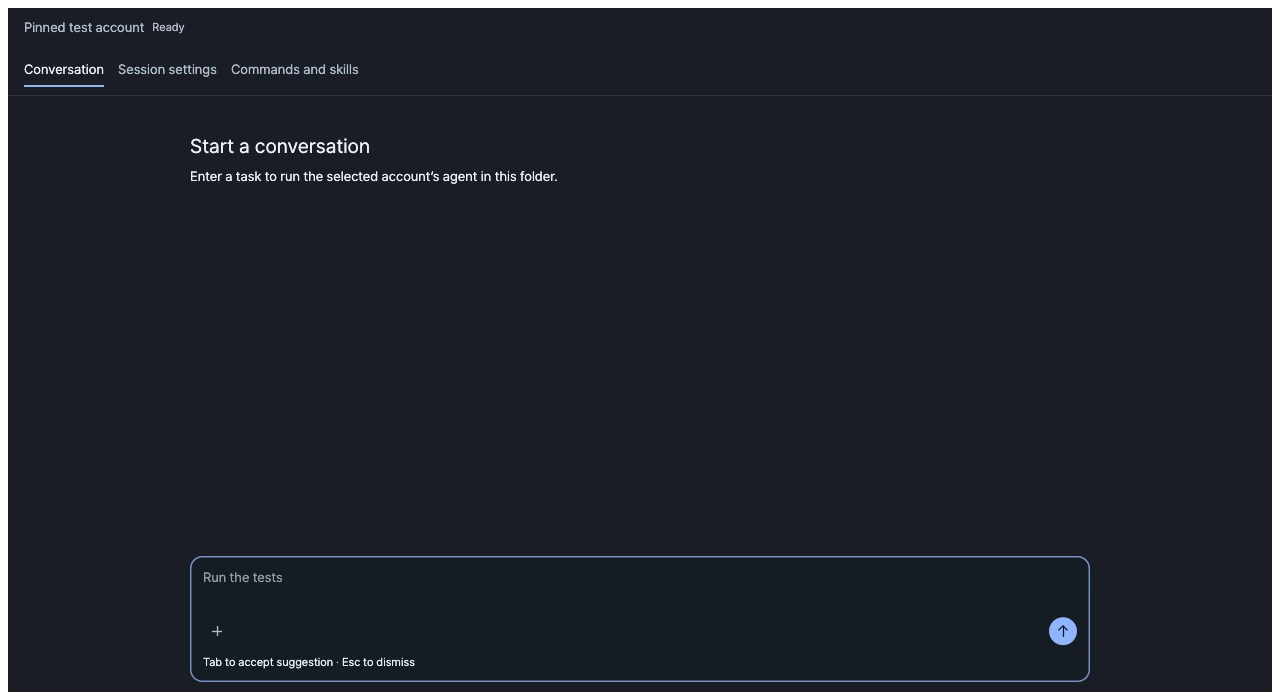 Pinned test account Ready
Conversation Session settings Commands and skills
Start a conversation
Enter a task to run the selected account’s agent in this folder.
Run the tests
Tab to accept suggestion · Esc to dismiss